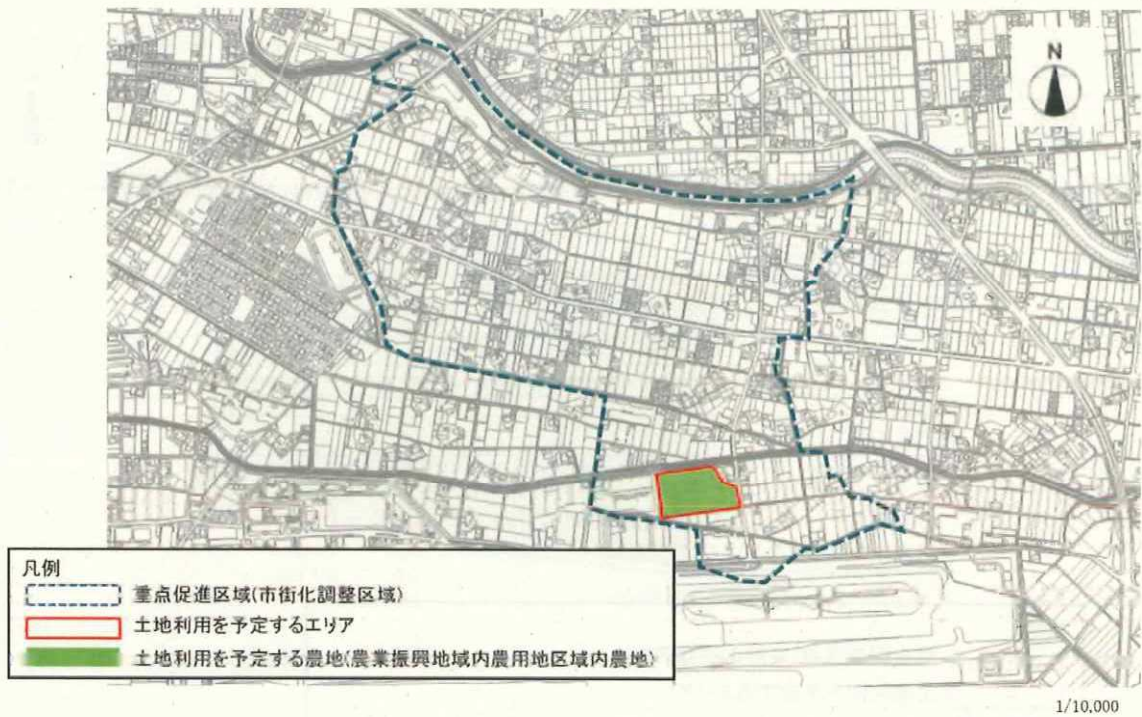 N
凡例
重点促進区域(市街化調整区域)
土地利用を予定するエリア
土地利用を予定する農地(農業振興地域内農用地区域内農地)
1/10,000